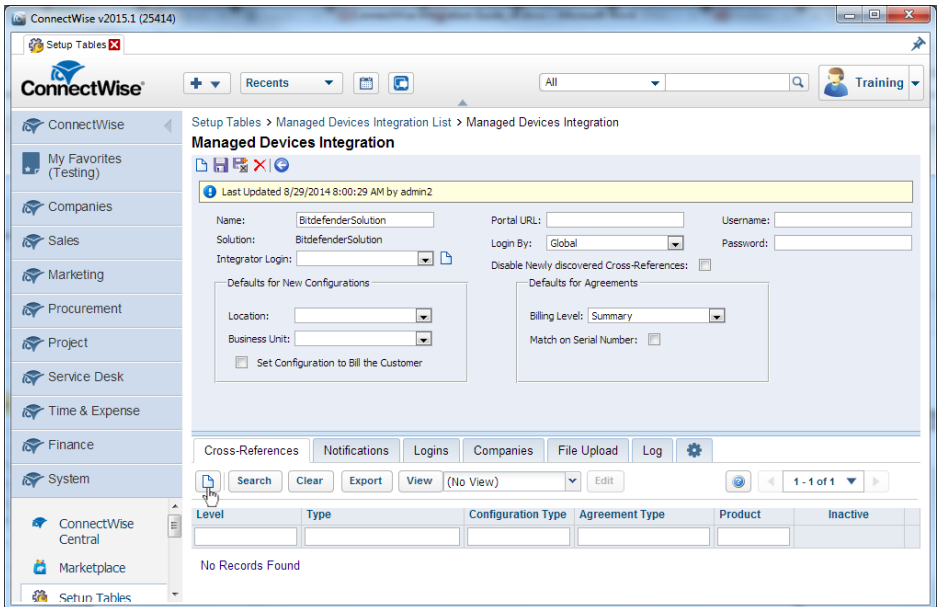 ConnectWise v2015.1 (25414)
Setup Tables
ConnectWise
Recents
All
Training
ConnectWise
My Favorites
(Testing)
Companies
Sales
Marketing
Procurement
Project
Service Desk
Time & Expense
Finance
System
ConnectWise
Central
Marketplace
Setup Tables
Setup Tables > Managed Devices Integration List > Managed Devices Integration
Managed Devices Integration
Last Updated 8/29/2014 8:00:29 AM by admin2
Name: BitdefenderSolution
Solution: BitdefenderSolution
Integrator Login:
Portal URL:
Login By: Global
Disable Newly discovered Cross-References:
Username:
Password:
Defaults for New Configurations
Location:
Business Unit:
Set Configuration to Bill the Customer
Defaults for Agreements
Billing Level: Summary
Match on Serial Number:
Cross-References Notifications Logins Companies File Upload Log
Search Clear Export View (No View) Edit 1 - 1 of 1
Level Type Configuration Type Agreement Type Product Inactive
No Records Found